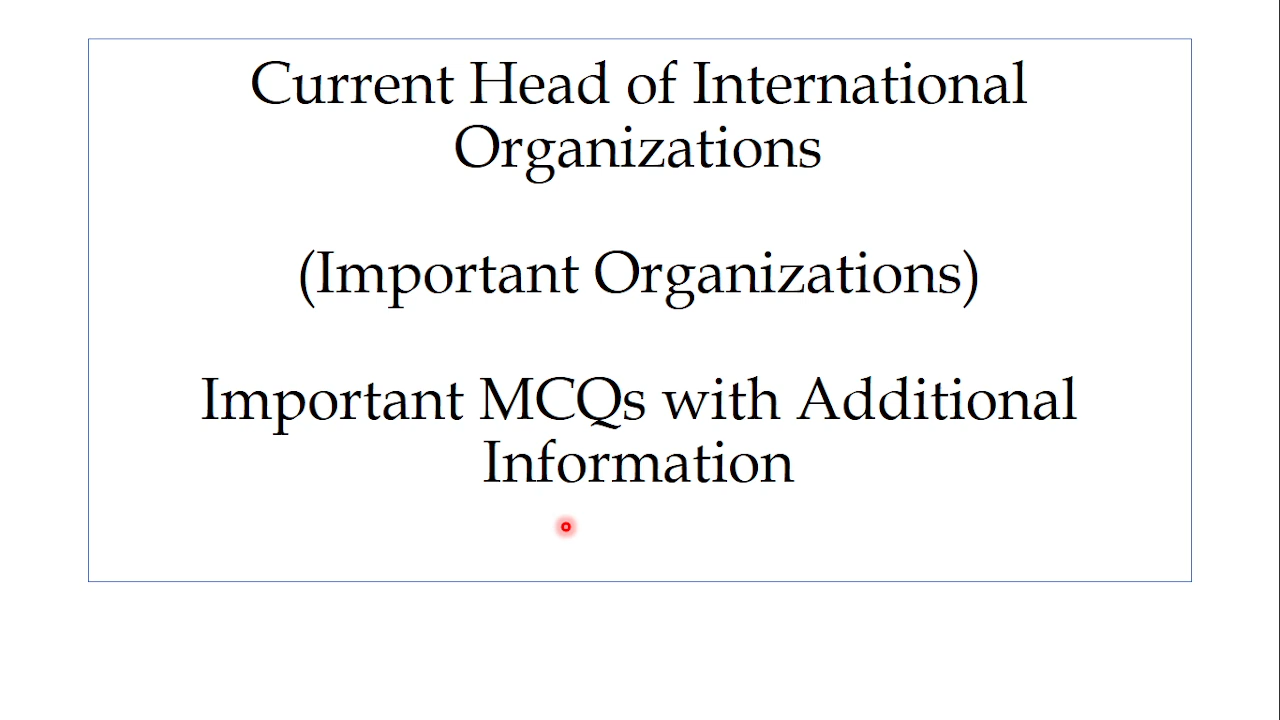 Current Head of International
Organizations
(Important Organizations)
Important MCQs with Additional
Information